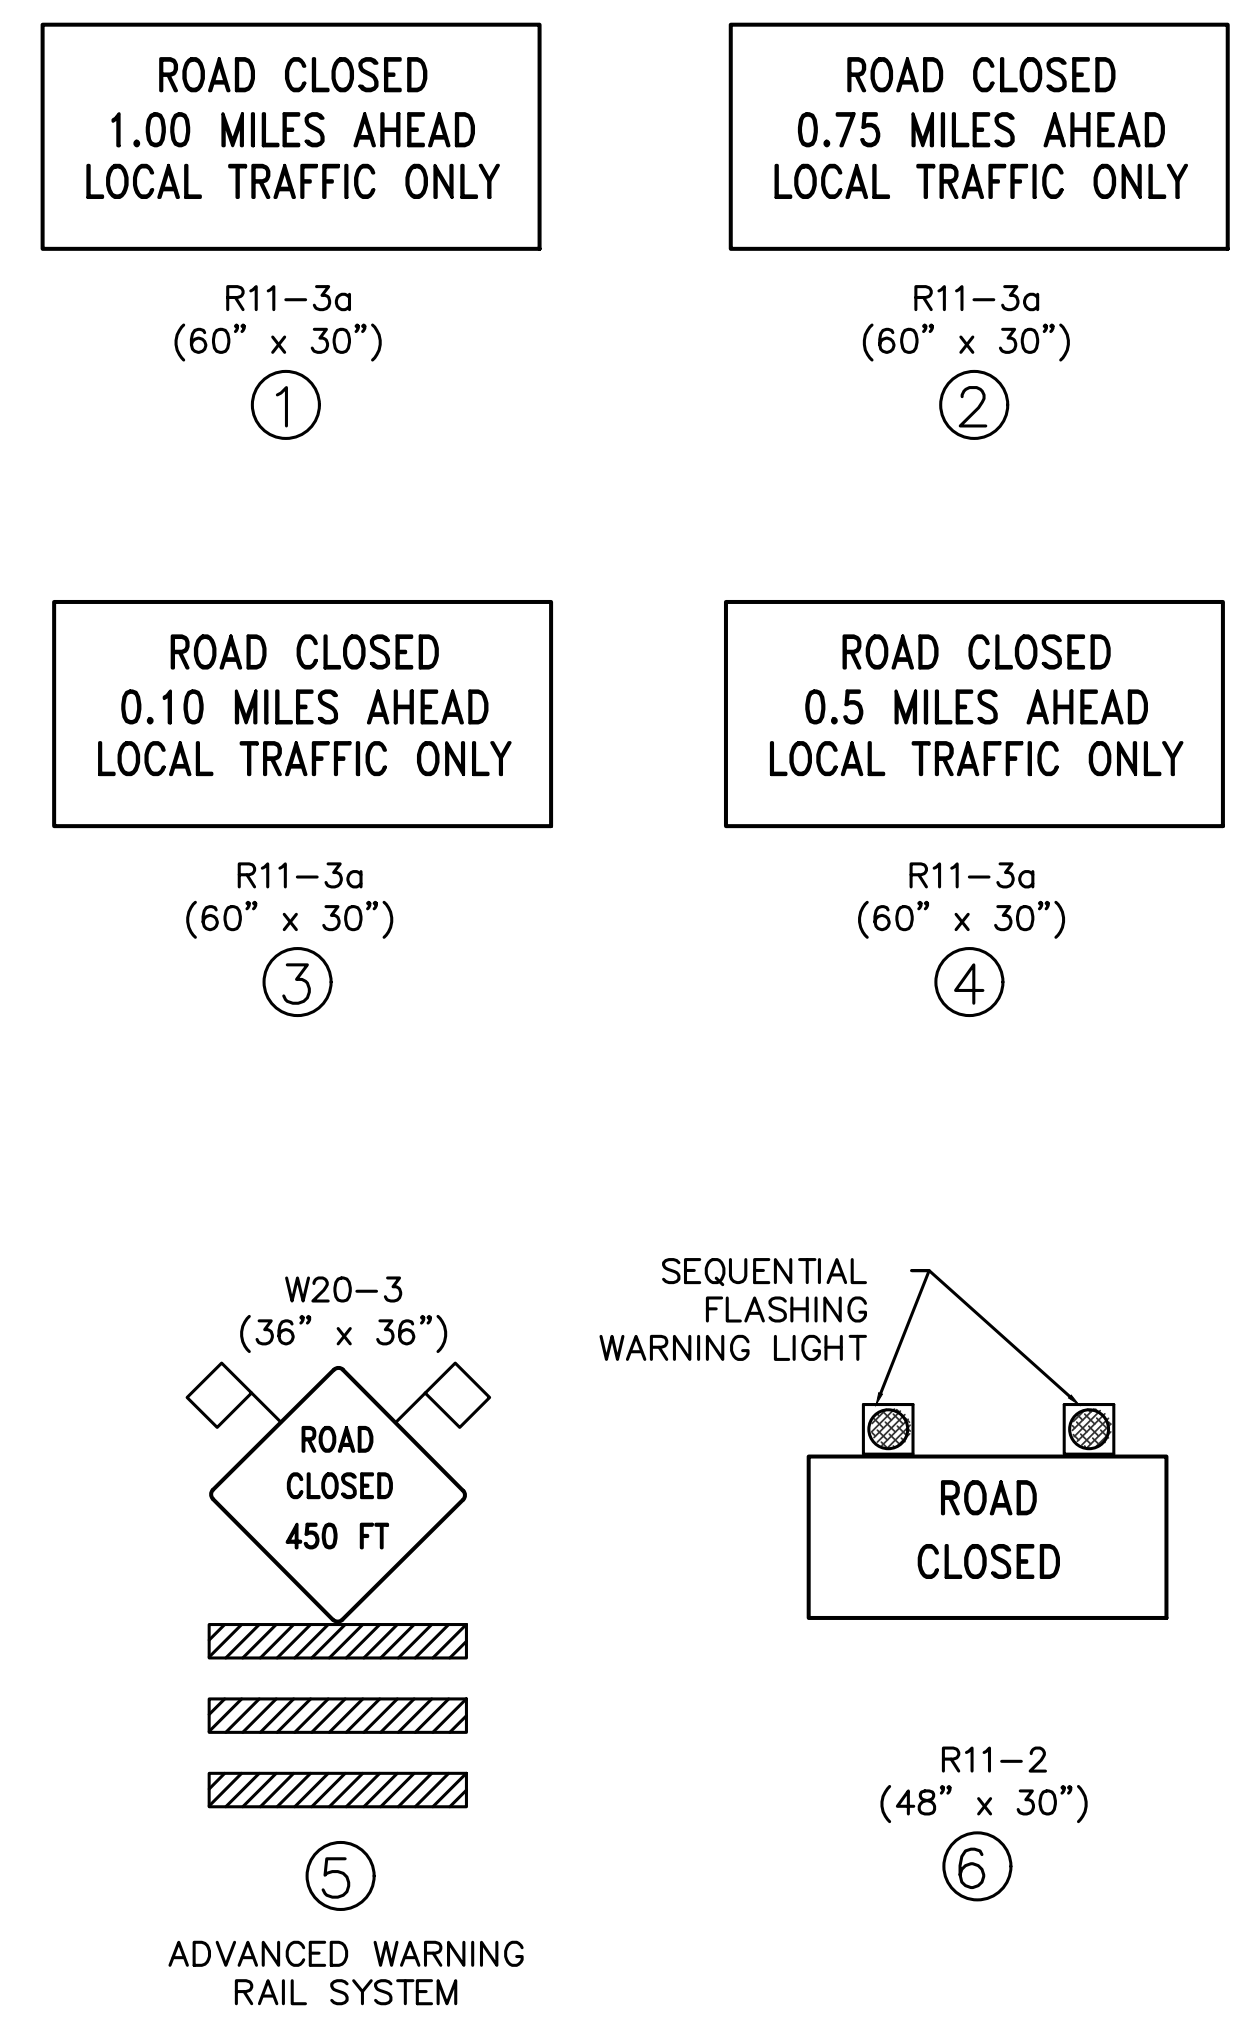 ROAD CLOSED
1.00 MILES AHEAD
LOCAL TRAFFIC ONLY
R11-3a
(60" x 30")
1
ROAD CLOSED
0.75 MILES AHEAD
LOCAL TRAFFIC ONLY
R11-3a
(60" x 30")
2
ROAD CLOSED
0.10 MILES AHEAD
LOCAL TRAFFIC ONLY
R11-3a
(60" x 30")
3
ROAD CLOSED
0.5 MILES AHEAD
LOCAL TRAFFIC ONLY
R11-3a
(60" x 30")
4
W20-3
(36" x 36")
ROAD
CLOSED
450 FT
5
ADVANCED WARNING
RAIL SYSTEM
SEQUENTIAL
FLASHING
WARNING LIGHT
ROAD
CLOSED
R11-2
(48" x 30")
6